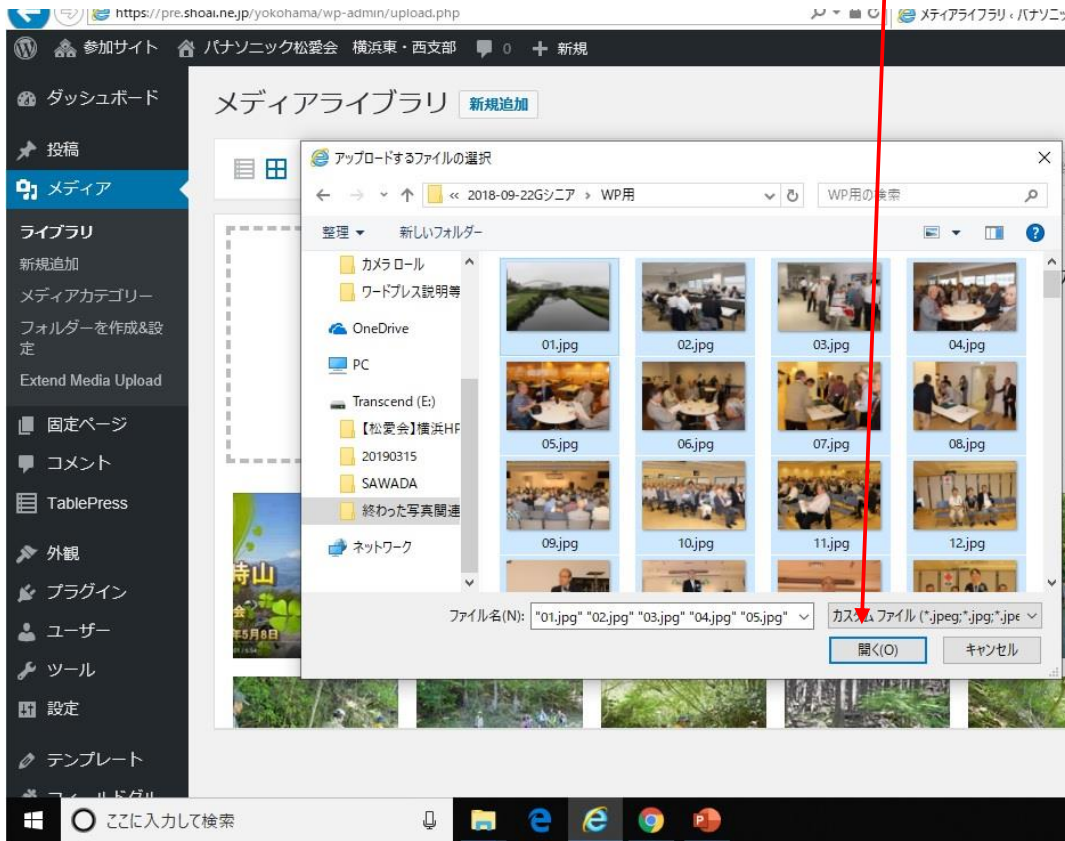 https://pre.shoai.ne.jp/yokohama/wp-admin/upload.php
メディアライブラリ ‹ パナソニッ
参加サイト パナソニック松愛会 横浜東・西支部 0 + 新規
ダッシュボード
投稿
メディア
ライブラリ
新規追加
メディアカテゴリー
フォルダーを作成&設
定
Extend Media Upload
固定ページ
コメント
TablePress
外観
プラグイン
ユーザー
ツール
設定
テンプレート
メディアライブラリ 新規追加
アップロードするファイルの選択
« 2018-09-22Gシニア › WP用
WP用の検索
整理 新しいフォルダー
カメラ ロール
ワードプレス説明等
OneDrive
PC
Transcend (E:)
【松愛会】横浜HF
20190315
SAWADA
終わった写真関連
ネットワーク
01.jpg 02.jpg 03.jpg 04.jpg
05.jpg 06.jpg 07.jpg 08.jpg
09.jpg 10.jpg 11.jpg 12.jpg
ファイル名(N): "01.jpg" "02.jpg" "03.jpg" "04.jpg" "05.jpg" カスタム ファイル (*.jpeg;*.jpg;*.jpe
開く(O) キャンセル
寺山
年5月8日
ここに入力して検索